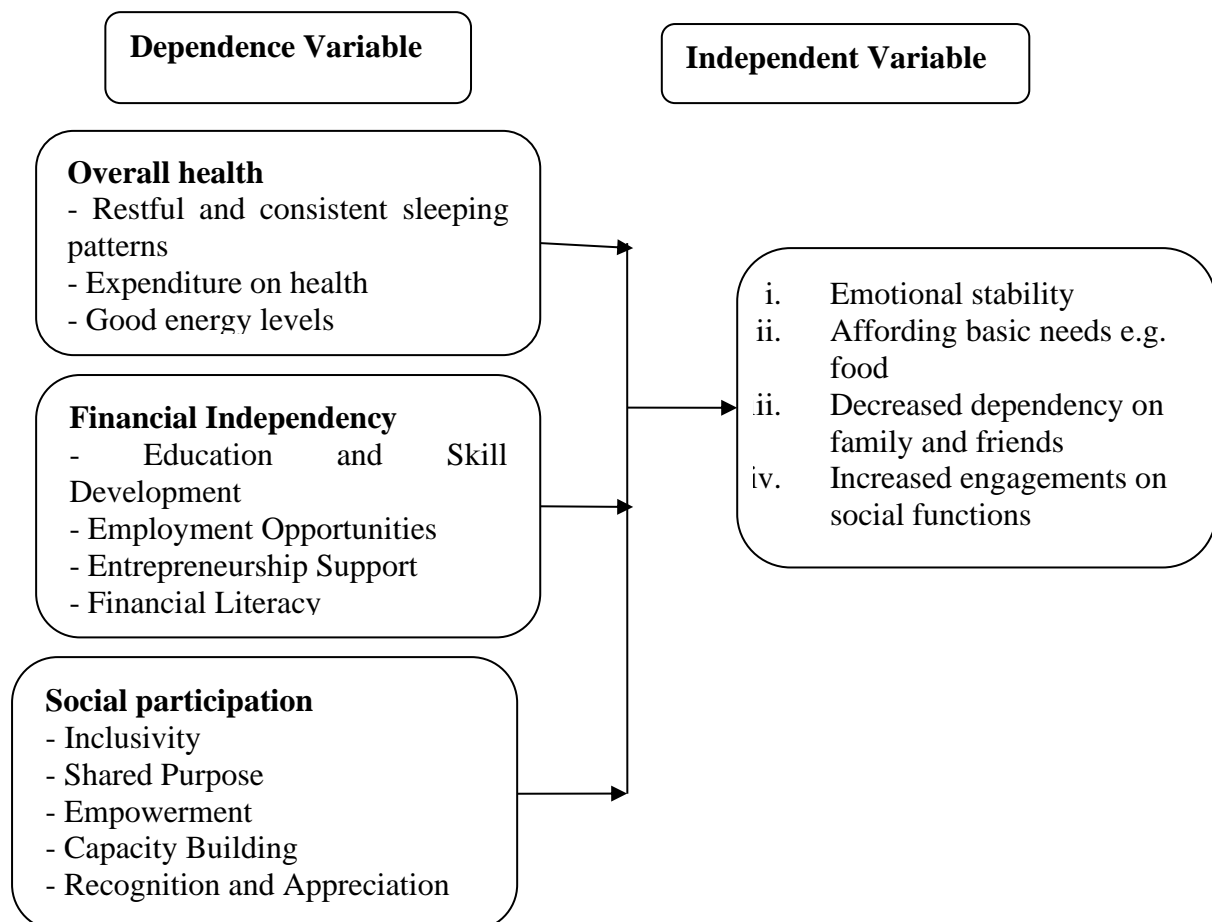 Dependence Variable
Independent Variable
Overall health
- Restful and consistent sleeping
patterns
- Expenditure on health
- Good energy levels
Financial Independency
- Education and Skill
Development
- Employment Opportunities
- Entrepreneurship Support
- Financial Literacy
Social participation
- Inclusivity
- Shared Purpose
- Empowerment
- Capacity Building
- Recognition and Appreciation
i. Emotional stability
ii. Affording basic needs e.g.
food
iii. Decreased dependency on
family and friends
iv. Increased engagements on
social functions